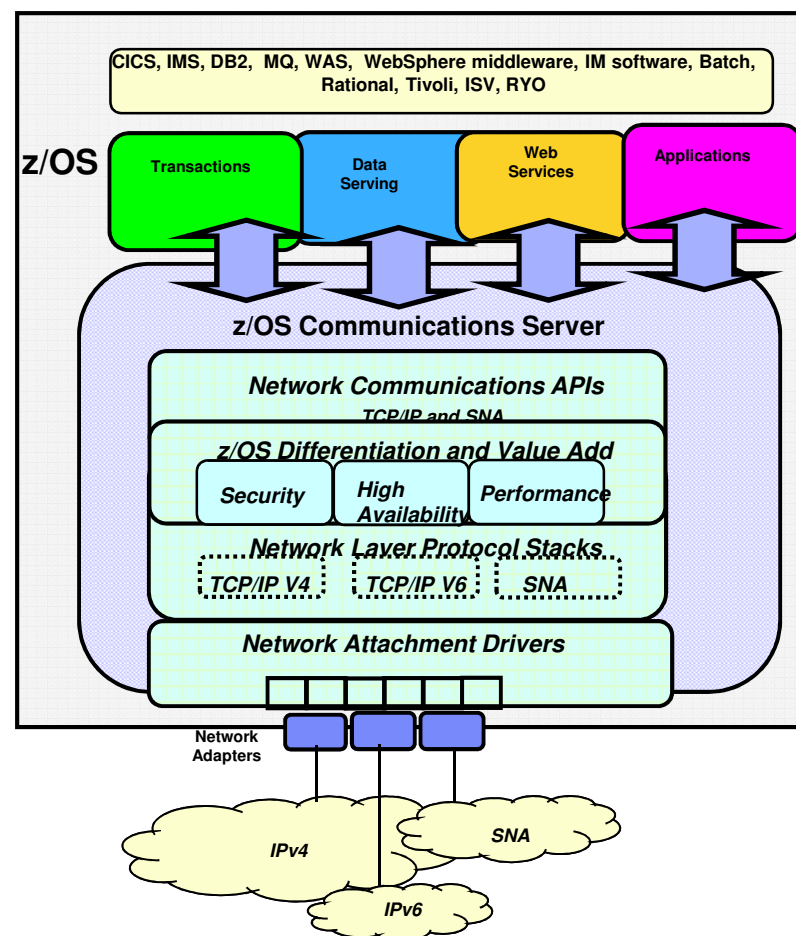 CICS, IMS, DB2, MQ, WAS, WebSphere middleware, IM software, Batch,
Rational, Tivoli, ISV, RYO
z/OS
Transactions
Data
Serving
Web
Services
Applications
z/OS Communications Server
Network Communications APIs
TCP/IP and SNA
z/OS Differentiation and Value Add
Security
High
Availability
Performance
Network Layer Protocol Stacks
TCP/IP V4
TCP/IP V6
SNA
Network Attachment Drivers
Network
Adapters
IPv4
SNA
IPv6